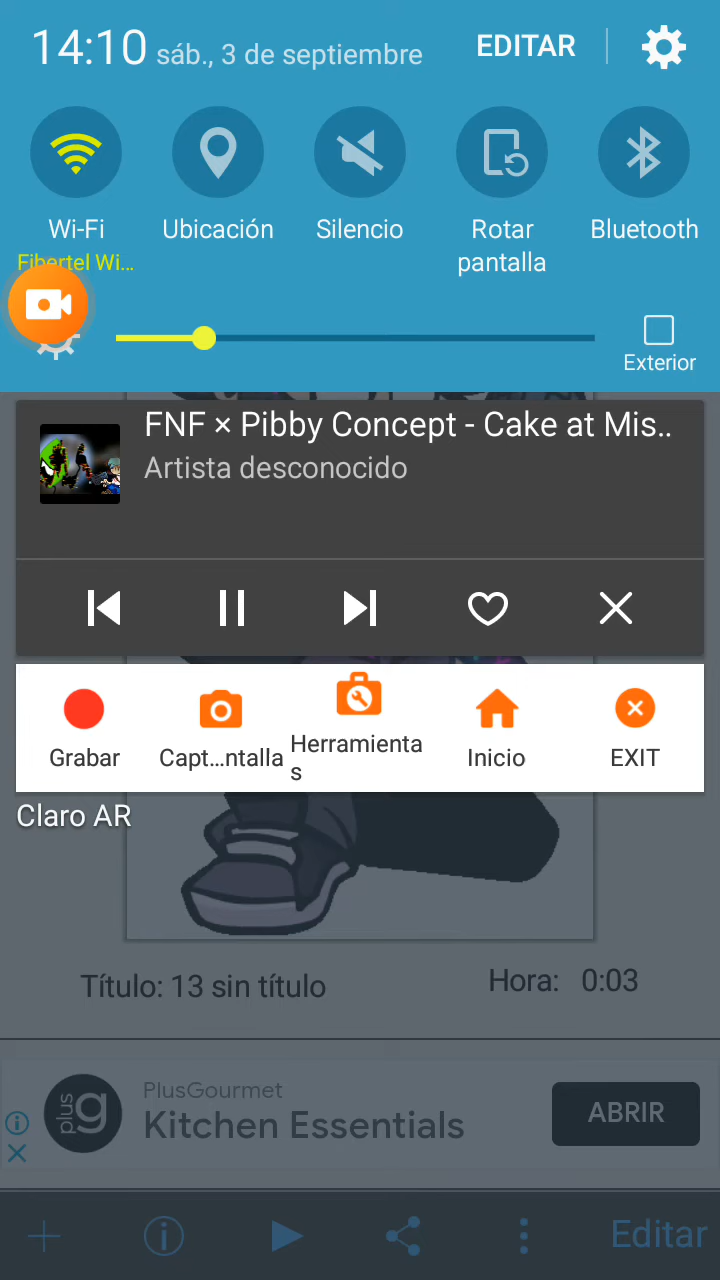 14:10 sáb., 3 de septiembre EDITAR
Wi-Fi Ubicación Silencio Rotar pantalla Bluetooth
Fibertel Wi...
Exterior
FNF × Pibby Concept - Cake at Mis..
Artista desconocido
Grabar Capt...ntalla Herramientas Inicio EXIT
Claro AR
Título: 13 sin título Hora: 0:03
PlusGourmet
plus g
Kitchen Essentials
ABRIR
Editar